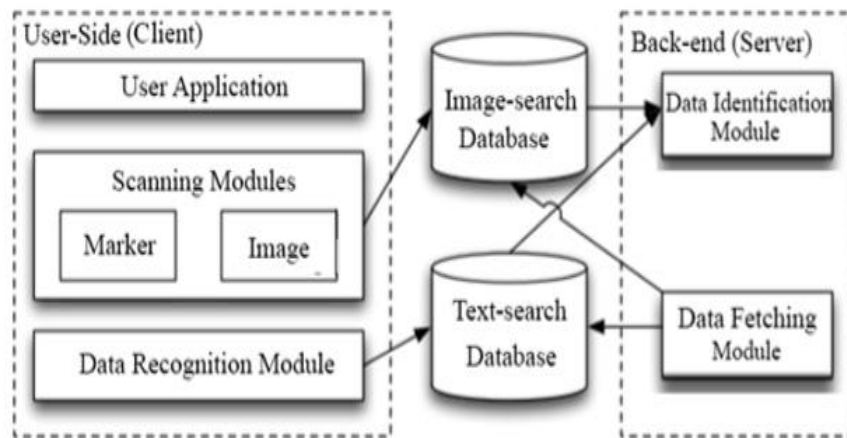 User-Side (Client)
User Application
Scanning Modules
Marker
Image
Data Recognition Module
Image-search
Database
Text-search
Database
Back-end (Server)
Data Identification
Module
Data Fetching
Module